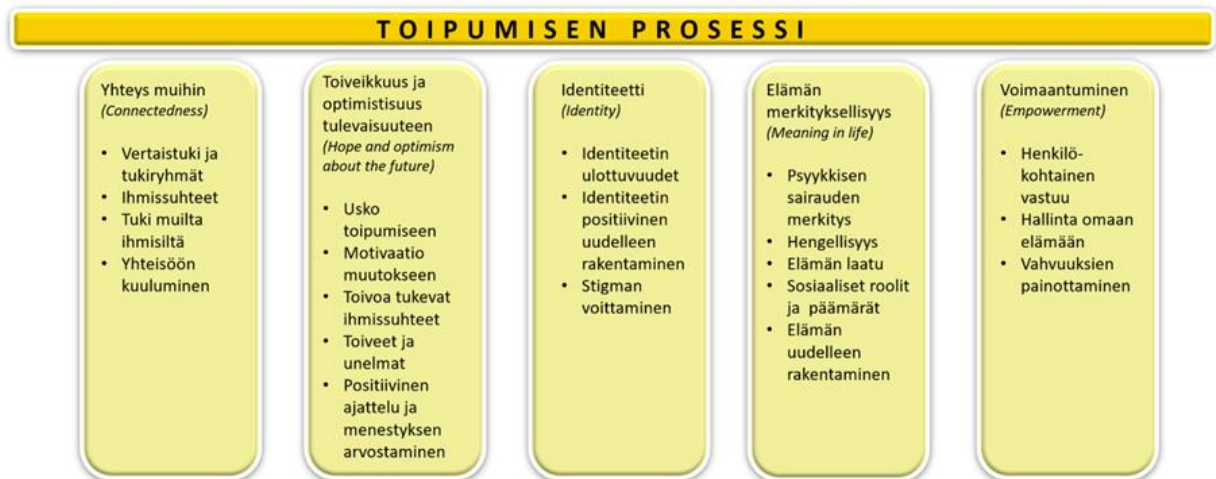 TOIPUMISEN PROSESSI
Yhteys muihin
(Connectedness)
• Vertaistuki ja
tukiryhmät
• Ihmissuhteet
• Tuki muilta
ihmisiltä
• Yhteisöön
kuuluminen
Toiveikkuus ja
optimistisuus
tulevaisuuteen
(Hope and optimism
about the future)
• Usko
toipumiseen
• Motivaatio
muutokseen
• Toivoa tukevat
ihmissuhteet
• Toiveet ja
unelmat
• Positiivinen
ajattelu ja
menestyksen
arvostaminen
Identiteetti
(Identity)
• Identiteetin
ulottuvuudet
• Identiteetin
positiivinen
uudelleen
rakentaminen
• Stigman
voittaminen
Elämän
merkityksellisyys
(Meaning in life)
• Psyykkisen
sairauden
merkitys
• Hengellisyys
• Elämän laatu
• Sosiaaliset roolit
ja päämärät
• Elämän
uudelleen
rakentaminen
Voimaantuminen
(Empowerment)
• Henkilö-
kohtainen
vastuu
• Hallinta omaan
elämään
• Vahvuuksien
painottaminen